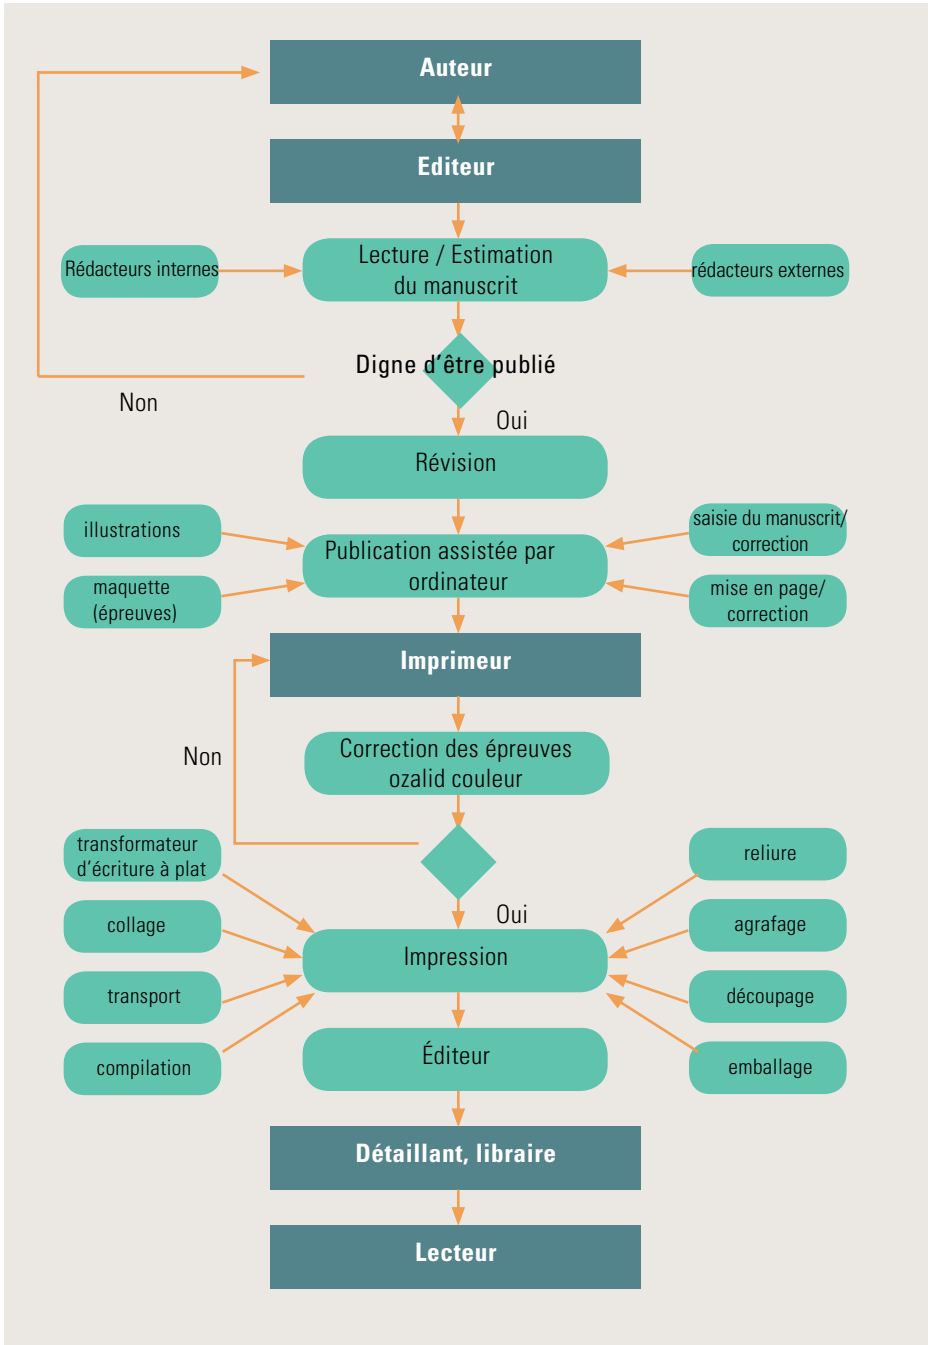 Auteur
Editeur
Rédacteurs internes
Lecture / Estimation
du manuscrit
rédacteurs externes
Digne d'être publié
Non
Oui
Révision
illustrations
maquette
(épreuves)
Publication assistée par
ordinateur
saisie du manuscrit/
correction
mise en page/
correction
Imprimeur
Non
Correction des épreuves
ozalid couleur
Oui
transformateur
d'écriture à plat
collage
transport
compilation
Impression
reliure
agrafage
découpage
emballage
Éditeur
Détaillant, libraire
Lecteur